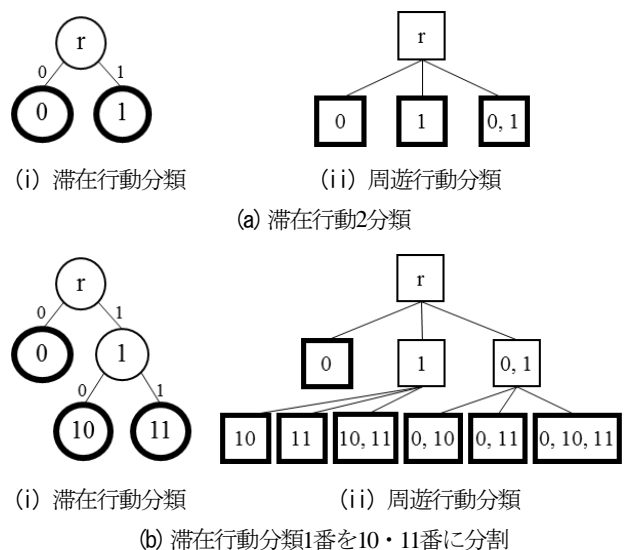 r r
0 1
0 1 0 1 0, 1
(i) 滞在行動分類 (ii) 周遊行動分類
(a) 滞在行動2分類
r r
0 1
0 1 0 1 0, 1
0 1
10 11 10 11 10, 11 0, 10 0, 11 0, 10, 11
(i) 滞在行動分類 (ii) 周遊行動分類
(b) 滞在行動分類1番を10・11番に分割